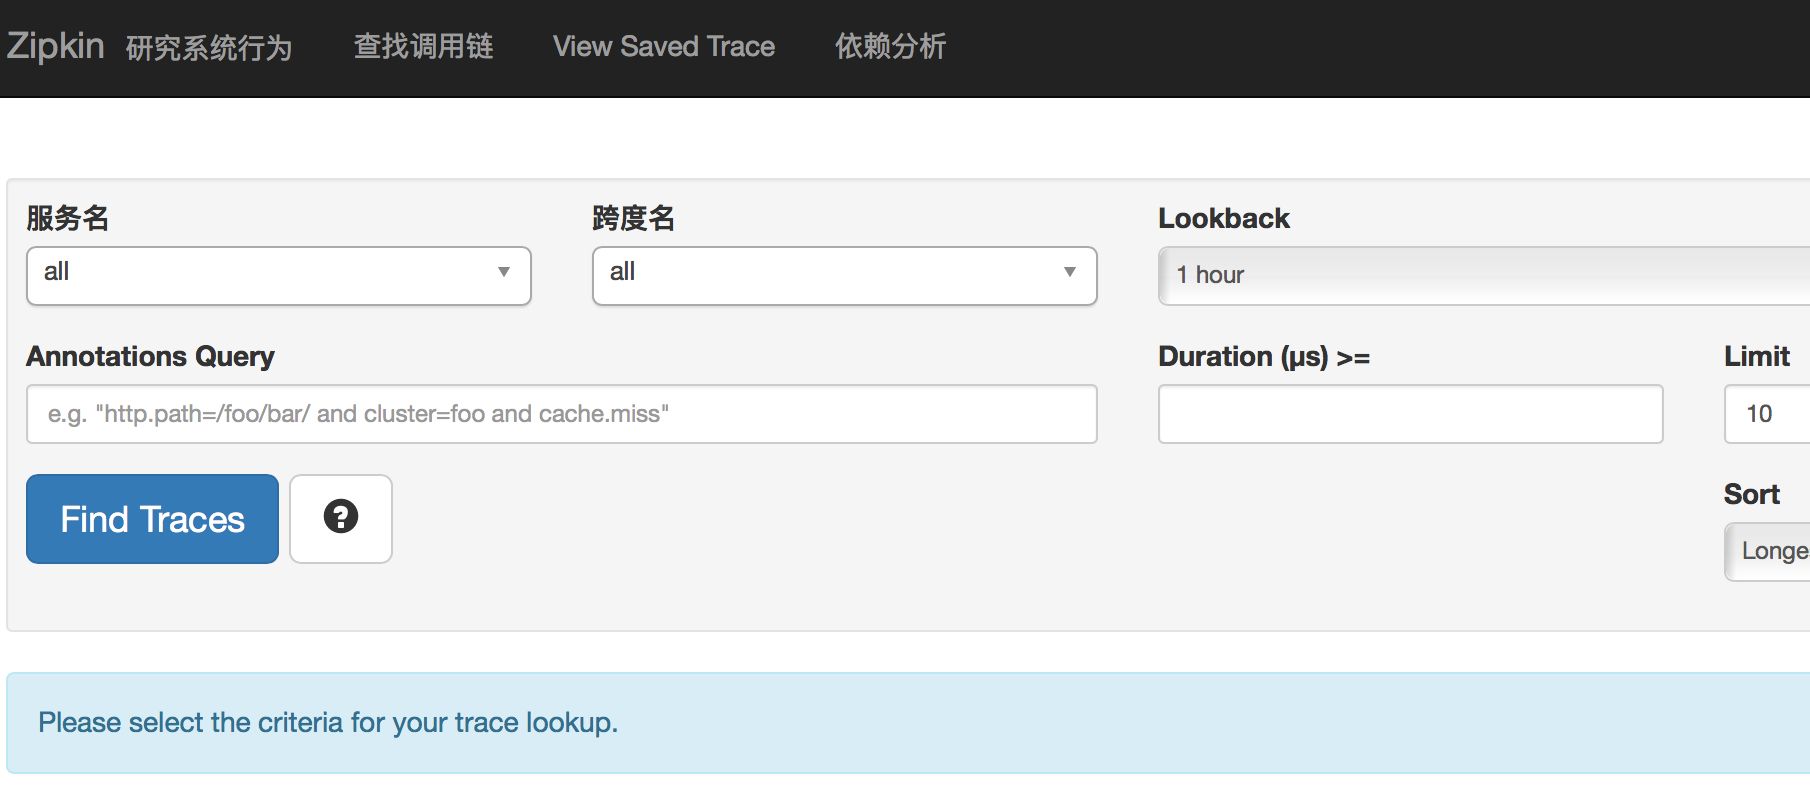 Zipkin 研究系统行为 查找调用链 View Saved Trace 依赖分析
服务名 跨度名 Lookback
all all 1 hour
Annotations Query Duration (µs) >= Limit
e.g. "http.path=/foo/bar/ and cluster=foo and cache.miss" 10
Find Traces ? Sort
Longe
Please select the criteria for your trace lookup.